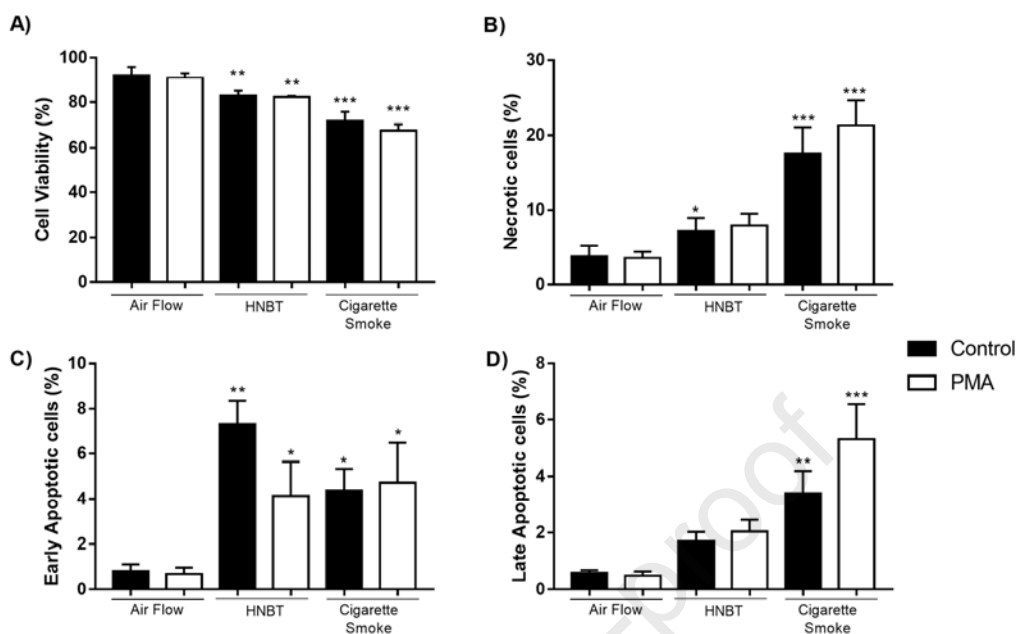 A)
Cell Viability (%)
100
80
60
40
20
0
** ** *** ***
Air Flow HNBT Cigarette
Smoke
B)
Necrotic cells (%)
30
20
10
0
* *** ***
Air Flow HNBT Cigarette
Smoke
C)
Early Apoptotic cells (%)
10
8
6
4
2
0
** * * *
Air Flow HNBT Cigarette
Smoke
D)
Late Apoptotic cells (%)
8
6
4
2
0
** ***
Air Flow HNBT Cigarette
Smoke
Control
PMA